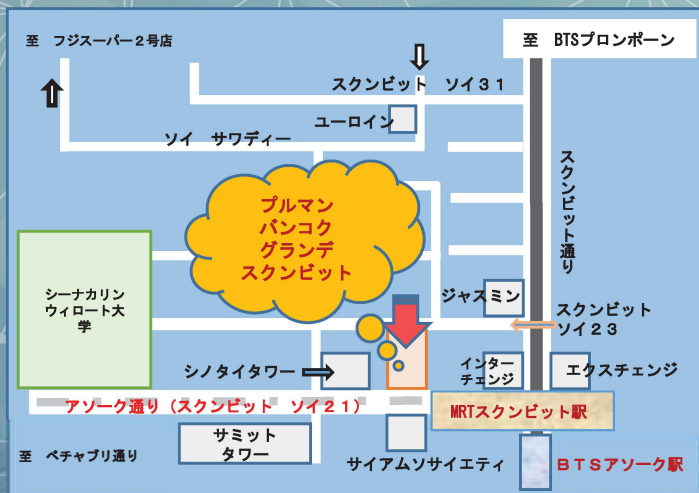 至　フジスーパー２号店
至　BTSプロンポーン
スクンビット　ソイ３１
ユーロイン
ソイ　サワディー
スクンビット通り
プルマン
バンコク
グランデ
スクンビット
シーナカリン
ウィロート大
学
ジャスミン
スクンビット
ソイ２３
シノタイタワー
インター
チェンジ
エクスチェンジ
アソーク通り（スクンビット　ソイ２１）
MRTスクンビット駅
サミット
タワー
至　ペチャブリ通り
サイアムソサイエティ
ＢＴＳアソーク駅